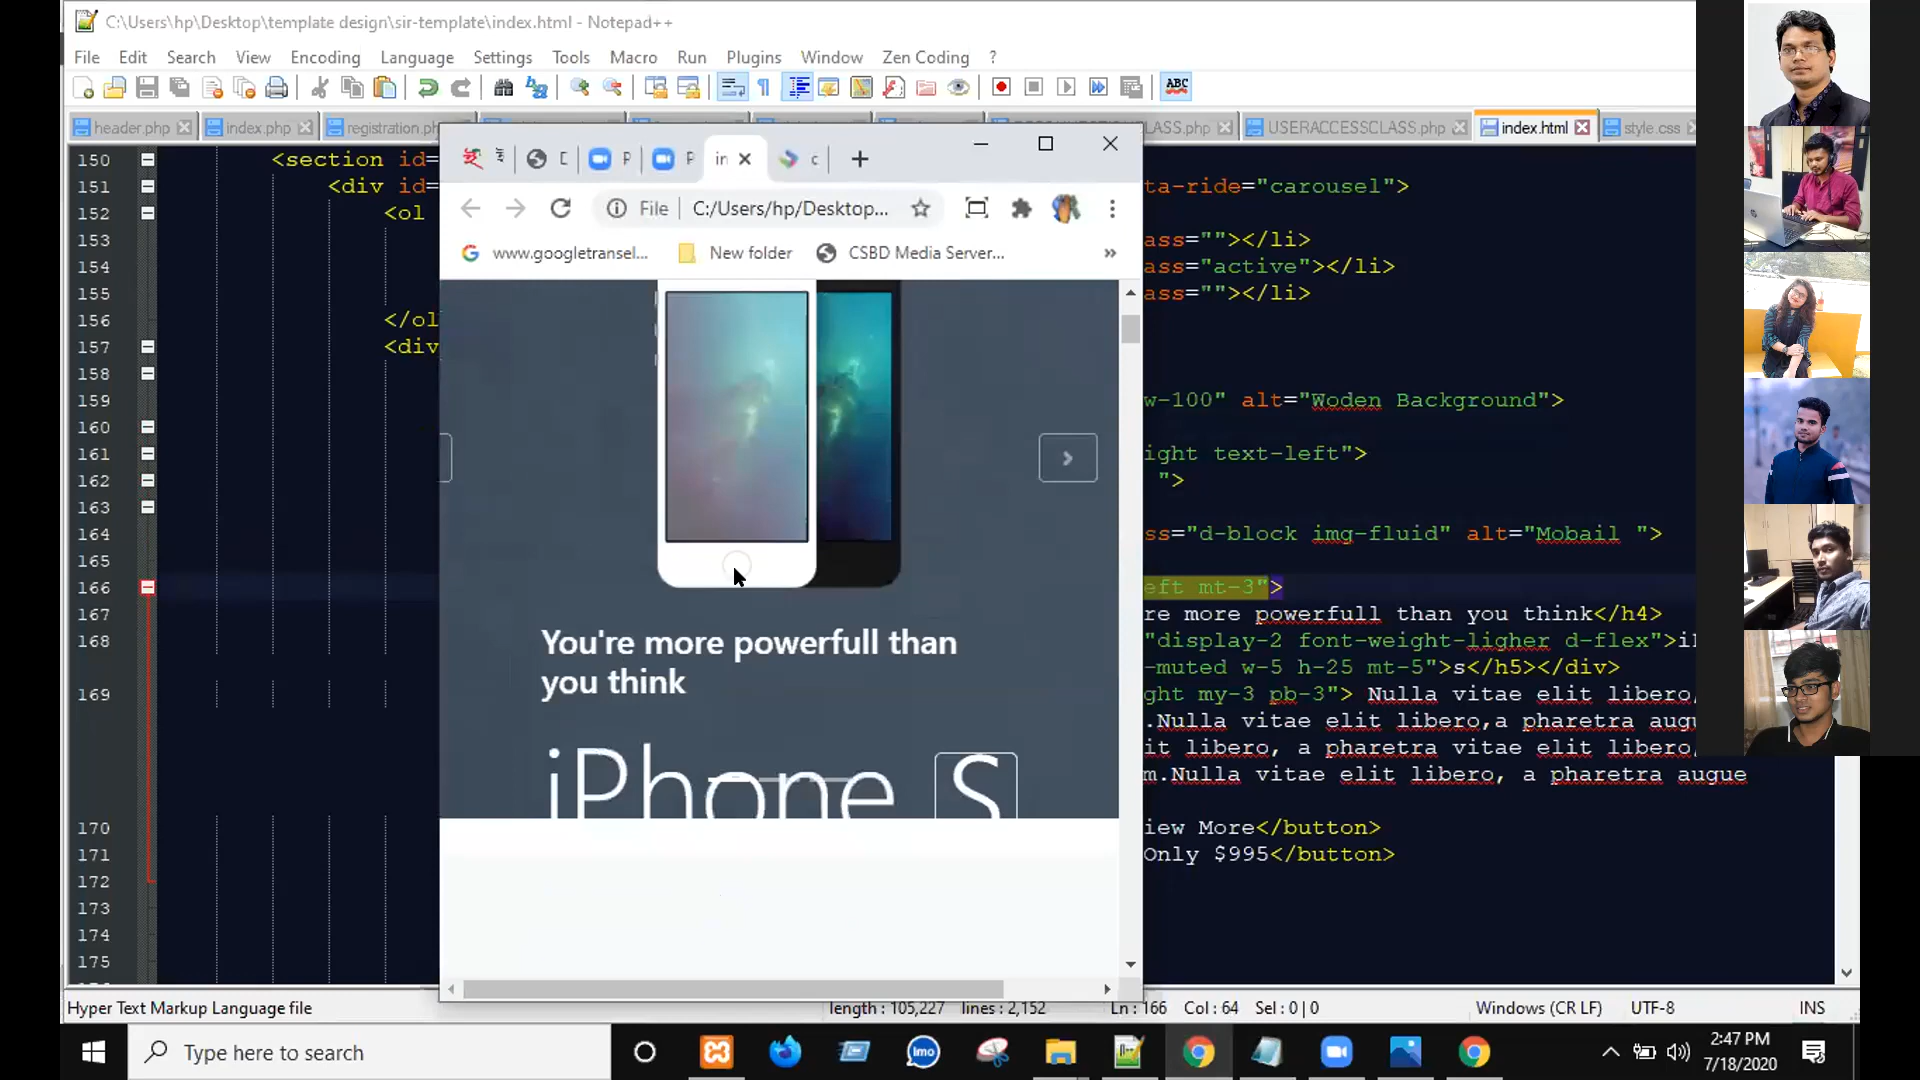 C:\Users\hp\Desktop\template design\sir-template\index.html - Notepad++
File Edit Search View Encoding Language Settings Tools Macro Run Plugins Window Zen Coding ?
ABC
header.php index.php registration.ph LASS.php USERACCESSCLASS.php index.html style.css
in
File C:/Users/hp/Desktop...
www.googletransel... New folder CSBD Media Server... »
150 <section id=
151 <div id= ta-ride="carousel">
152 <ol
153 ass=""></li>
154 ass="active"></li>
155 ass=""></li>
156 </ol
157 <div
158
159 w-100" alt="Woden Background">
160
161 ight text-left">
162 ">
163
164 ss="d-block img-fluid" alt="Mobail ">
165
166 eft mt-3">
167 re more powerfull than you think</h4>
168 "display-2 font-weight-ligher d-flex">iP
-muted w-5 h-25 mt-5">s</h5></div>
169 ght my-3 pb-3"> Nulla vitae elit libero,
.Nulla vitae elit libero,a pharetra augu
it libero, a pharetra vitae elit libero,
m.Nulla vitae elit libero, a pharetra augue
170 iew More</button>
171 Only $995</button>
172
173
174
175
You're more powerfull than
you think
iPhone S
Hyper Text Markup Language file length : 105,227 lines : 2,152 Ln : 166 Col : 64 Sel : 0 | 0 Windows (CR LF) UTF-8 INS
Type here to search
imo
2:47 PM
7/18/2020